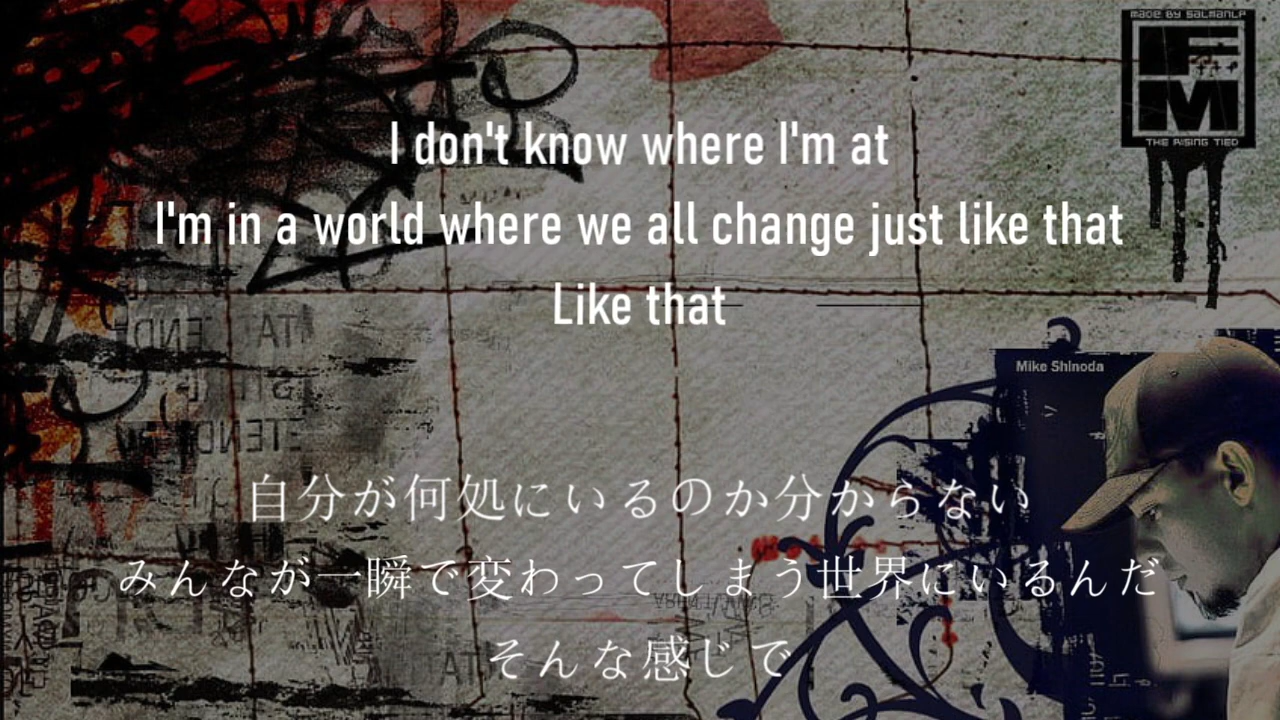 MADE BY SALMANLP
FM
THE RISING TIED
I don't know where I'm at
I'm in a world where we all change just like that
Like that
Mike Shinoda
自分が何処にいるのか分からない
みんなが一瞬で変わってしまう世界にいるんだ
そんな感じで